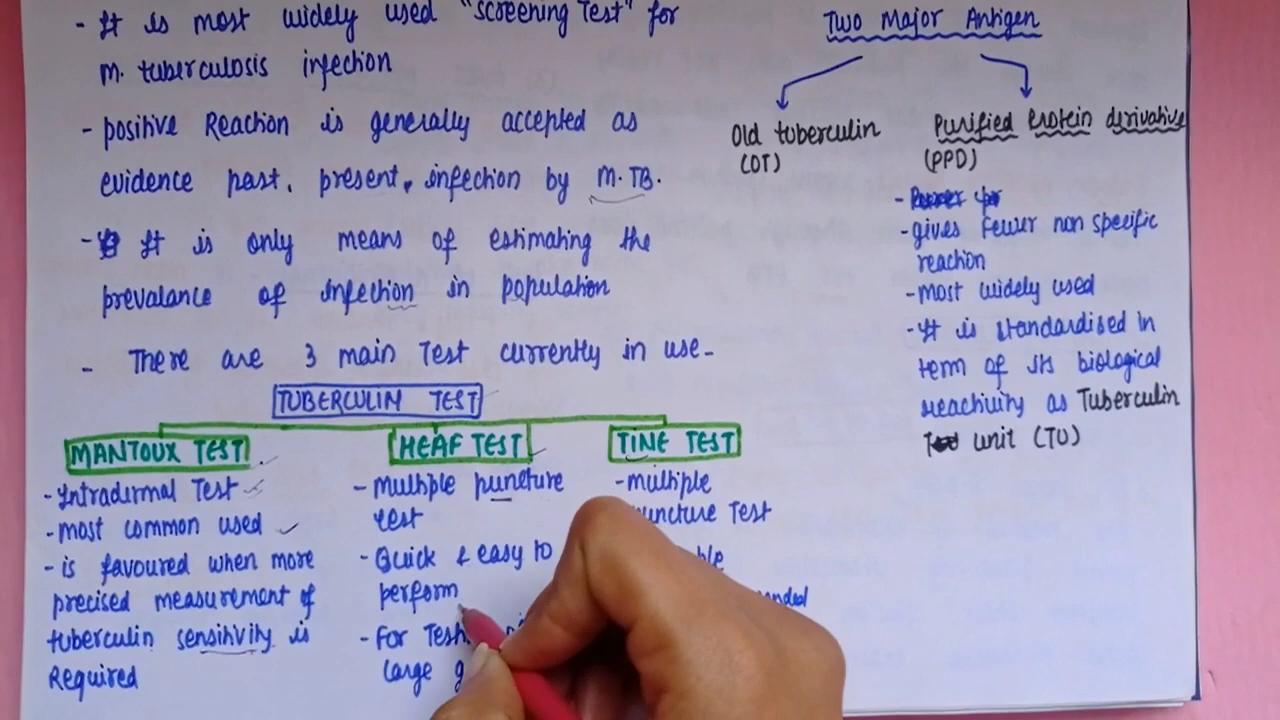 - It is most widely used "screening Test" for
M. tuberculosis infection
- positive Reaction is generally accepted as
evidence past, present, infection by M.TB.
- It is only means of estimating the
prevalance of infection in population
- There are 3 main Test currently in use-
TUBERCULIN TEST
MANTOUX TEST
- Intradermal Test
- most common used
- is favoured when more
precised measurement of
tuberculin sensitivity is
Required
HEAF TEST
- multiple puncture
test
- Quick & easy to
perform
- For
large
TINE TEST
- multiple
puncture Test
Two Major Antigen
Old tuberculin
(OT)
Purified Protein derivative
(PPD)
- gives fewer non specific
reaction
- most widely used
- It is standardised in
term of its biological
reactivity as Tuberculin
unit (TU)